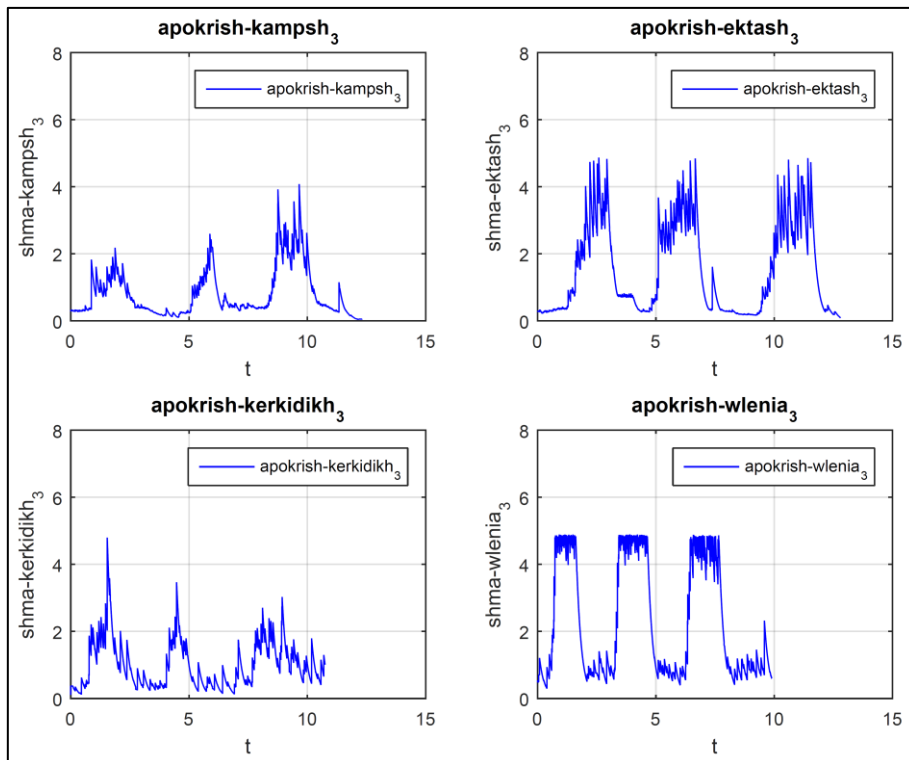 apokrish-kampsh₃
8
6
4
2
0
shma-kampsh₃
apokrish-kampsh₃
0 5 10 15
t
apokrish-ektash₃
8
6
4
2
0
shma-ektash₃
apokrish-ektash₃
0 5 10 15
t
apokrish-kerkidikh₃
8
6
4
2
0
shma-kerkidikh₃
apokrish-kerkidikh₃
0 5 10 15
t
apokrish-wlenia₃
8
6
4
2
0
shma-wlenia₃
apokrish-wlenia₃
0 5 10 15
t